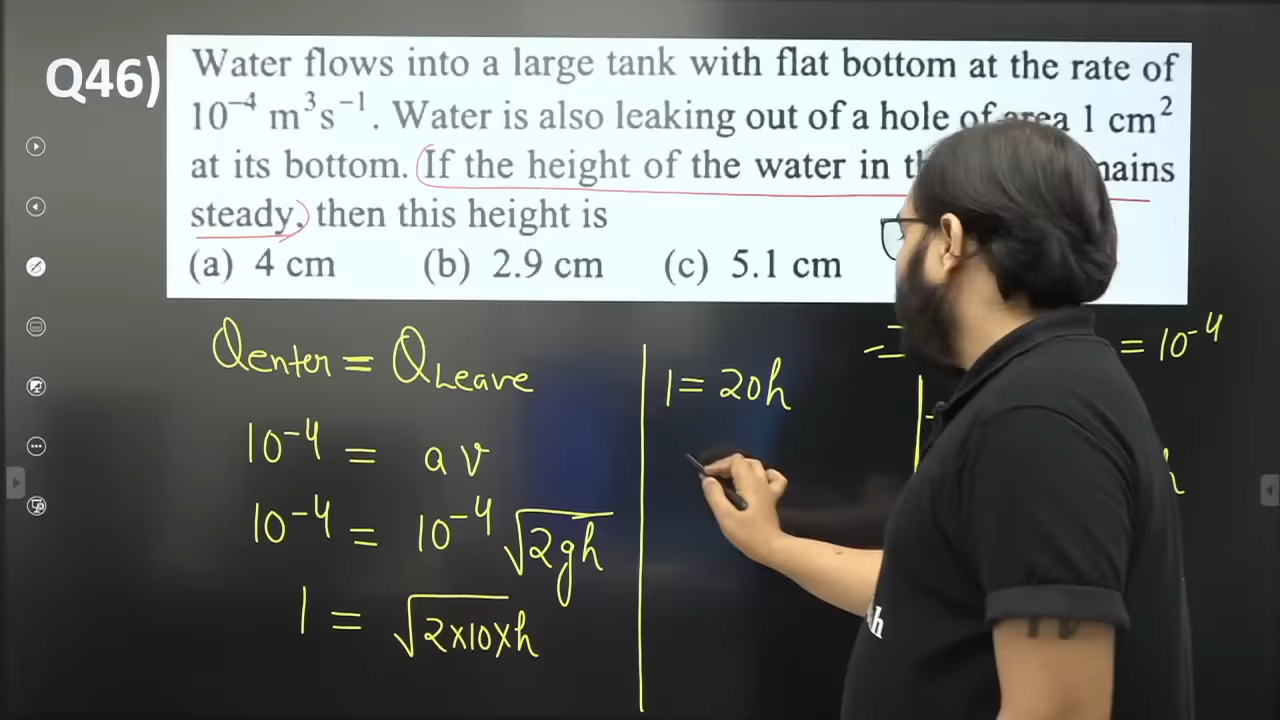 Q46)
Water flows into a large tank with flat bottom at the rate of
10⁻⁴ m³s⁻¹. Water is also leaking out of a hole of area 1 cm²
at its bottom. If the height of the water in
steady, then this height is
(a) 4 cm (b) 2.9 cm (c) 5.1 cm
Qenter = QLeave
10⁻⁴ = av
10⁻⁴ = 10⁻⁴ √2gh
1 = √2×10×h
1 = 20h
= 10⁻⁴
h